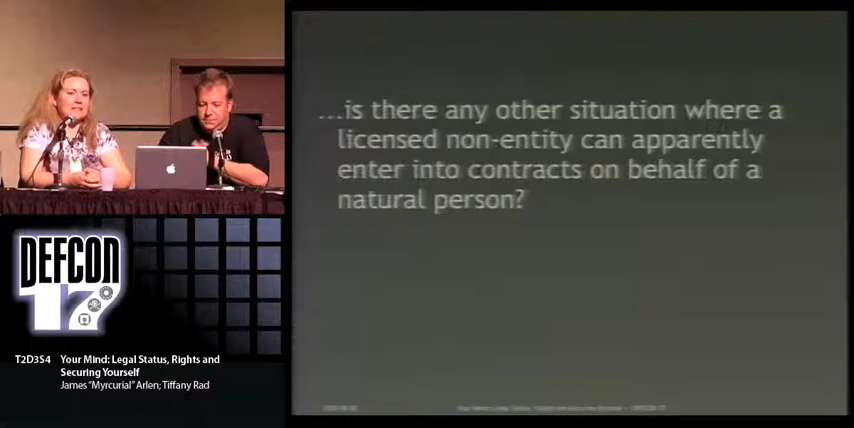 ...is there any other situation where a
licensed non-entity can apparently
enter into contracts on behalf of a
natural person?
DEFCON
17
T2D3S4 Your Mind: Legal Status, Rights and
Securing Yourself
James "Myrcurial" Arlen; Tiffany Rad